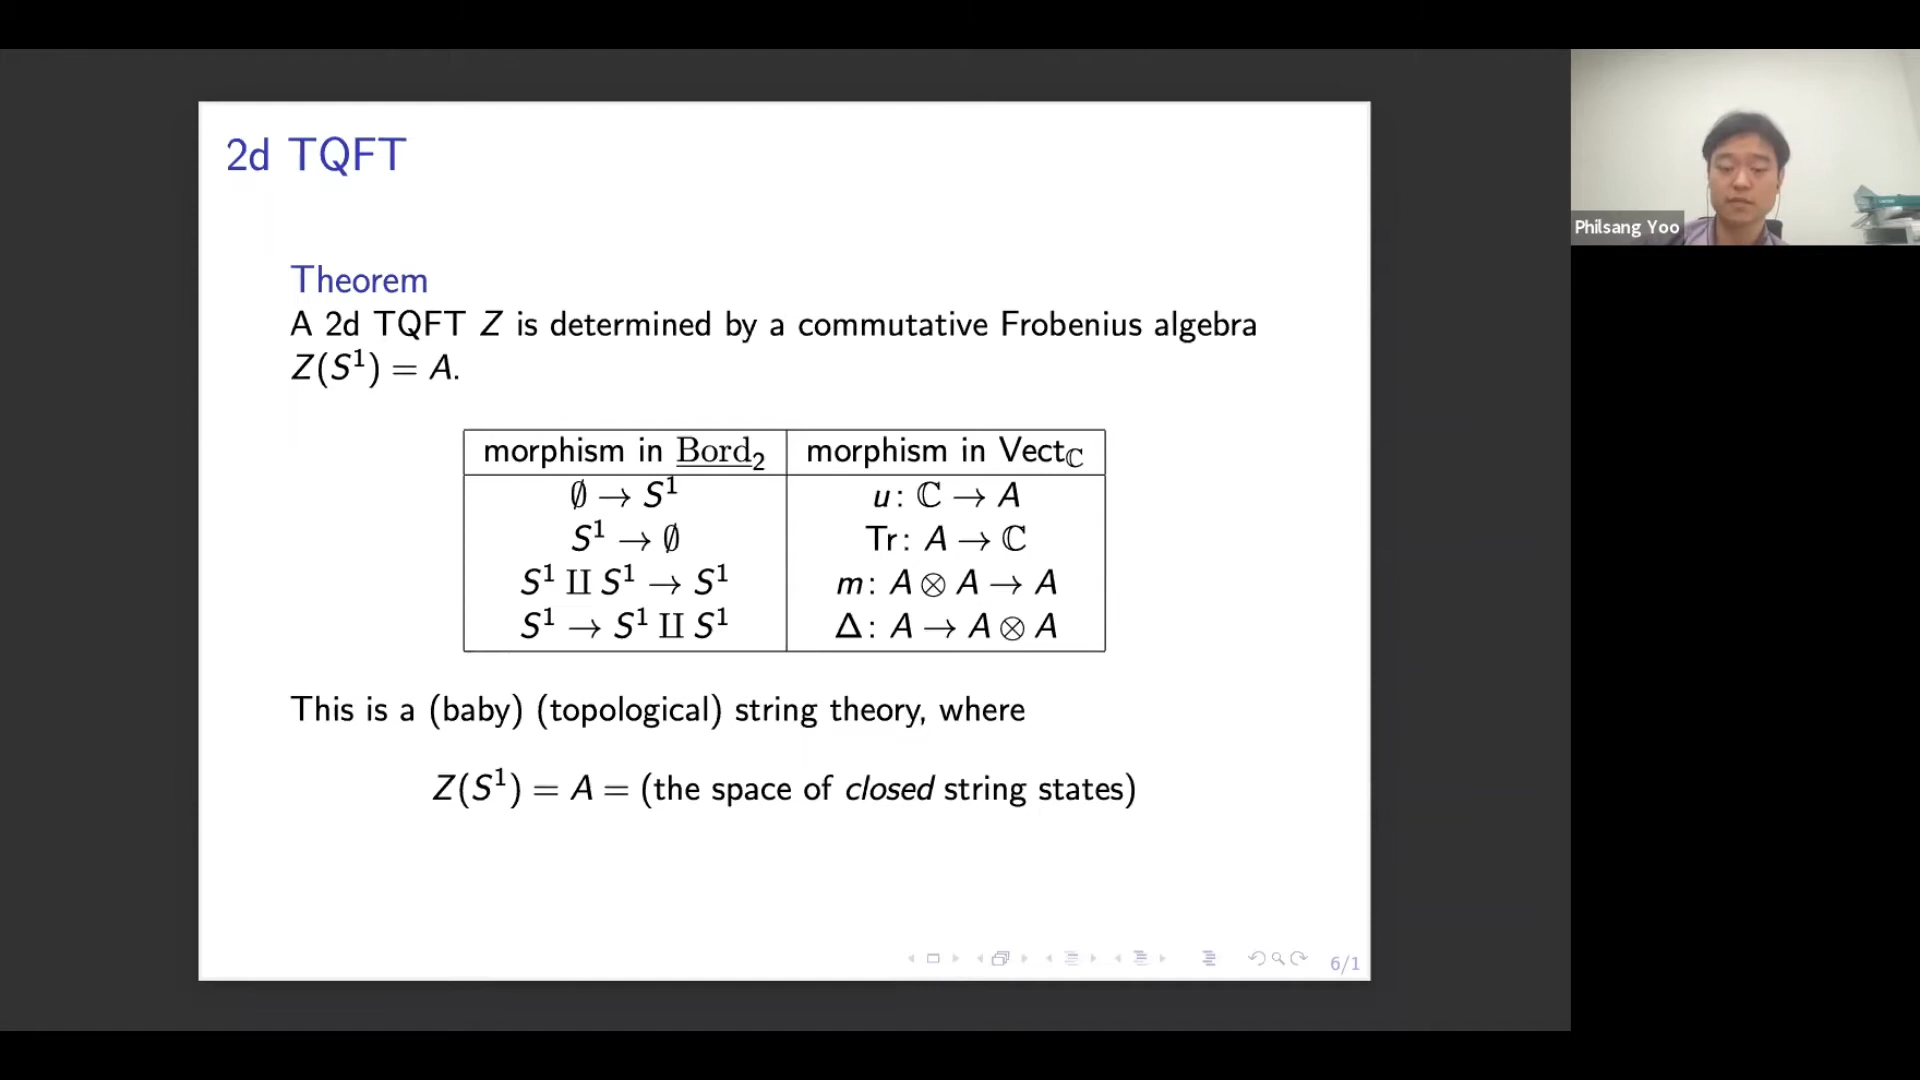 2d TQFT
Theorem
A 2d TQFT Z is determined by a commutative Frobenius algebra
Z(S¹) = A.
morphism in Bord₂ morphism in Vect_ℂ
∅ → S¹ u: ℂ → A
S¹ → ∅ Tr: A → ℂ
S¹ ∐ S¹ → S¹ m: A ⊗ A → A
S¹ → S¹ ∐ S¹ Δ: A → A ⊗ A
This is a (baby) (topological) string theory, where
Z(S¹) = A = (the space of closed string states)
6/1
Philsang Yoo